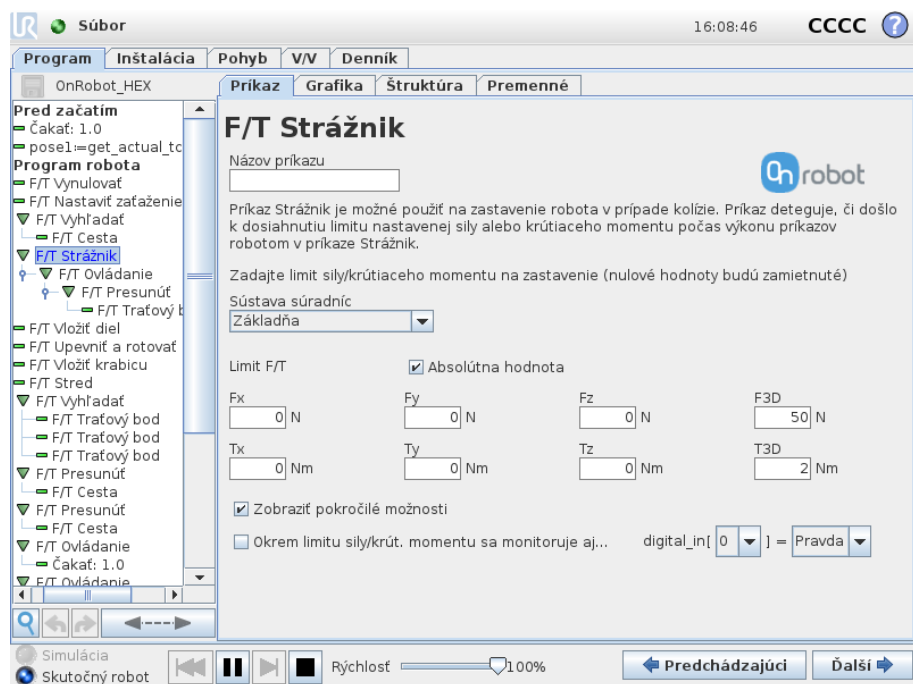 Súbor
16:08:46
CCCC
?
Program Inštalácia Pohyb V/V Denník
OnRobot_HEX
Príkaz Grafika Štruktúra Premenné
Pred začatím
Čakať: 1.0
pose1:=get_actual_tc
Program robota
F/T Vynulovať
F/T Nastaviť zaťaženie
F/T Vyhľadať
F/T Cesta
F/T Strážnik
F/T Ovládanie
F/T Presunúť
F/T Traťový b
F/T Vložiť diel
F/T Upevniť a rotovať
F/T Vložiť krabicu
F/T Stred
F/T Vyhľadať
F/T Traťový bod
F/T Traťový bod
F/T Traťový bod
F/T Presunúť
F/T Cesta
F/T Presunúť
F/T Cesta
F/T Ovládanie
Čakať: 1.0
F/T Ovládanie
F/T Strážnik
Názov príkazu
On robot
Príkaz Strážnik je možné použiť na zastavenie robota v prípade kolízie. Príkaz deteguje, či došlo
k dosiahnutiu limitu nastavenej sily alebo krútiaceho momentu počas výkonu príkazov
robotom v príkaze Strážnik.
Zadajte limit sily/krútiaceho momentu na zastavenie (nulové hodnoty budú zamietnuté)
Sústava súradníc
Základňa
Limit F/T Absolútna hodnota
Fx Fy Fz F3D
0 N 0 N 0 N 50 N
Tx Ty Tz T3D
0 Nm 0 Nm 0 Nm 2 Nm
Zobraziť pokročilé možnosti
Okrem limitu sily/krút. momentu sa monitoruje aj... digital_in[ 0 ] = Pravda
Simulácia
Skutočný robot
Rýchlosť 100%
Predchádzajúci
Ďalší